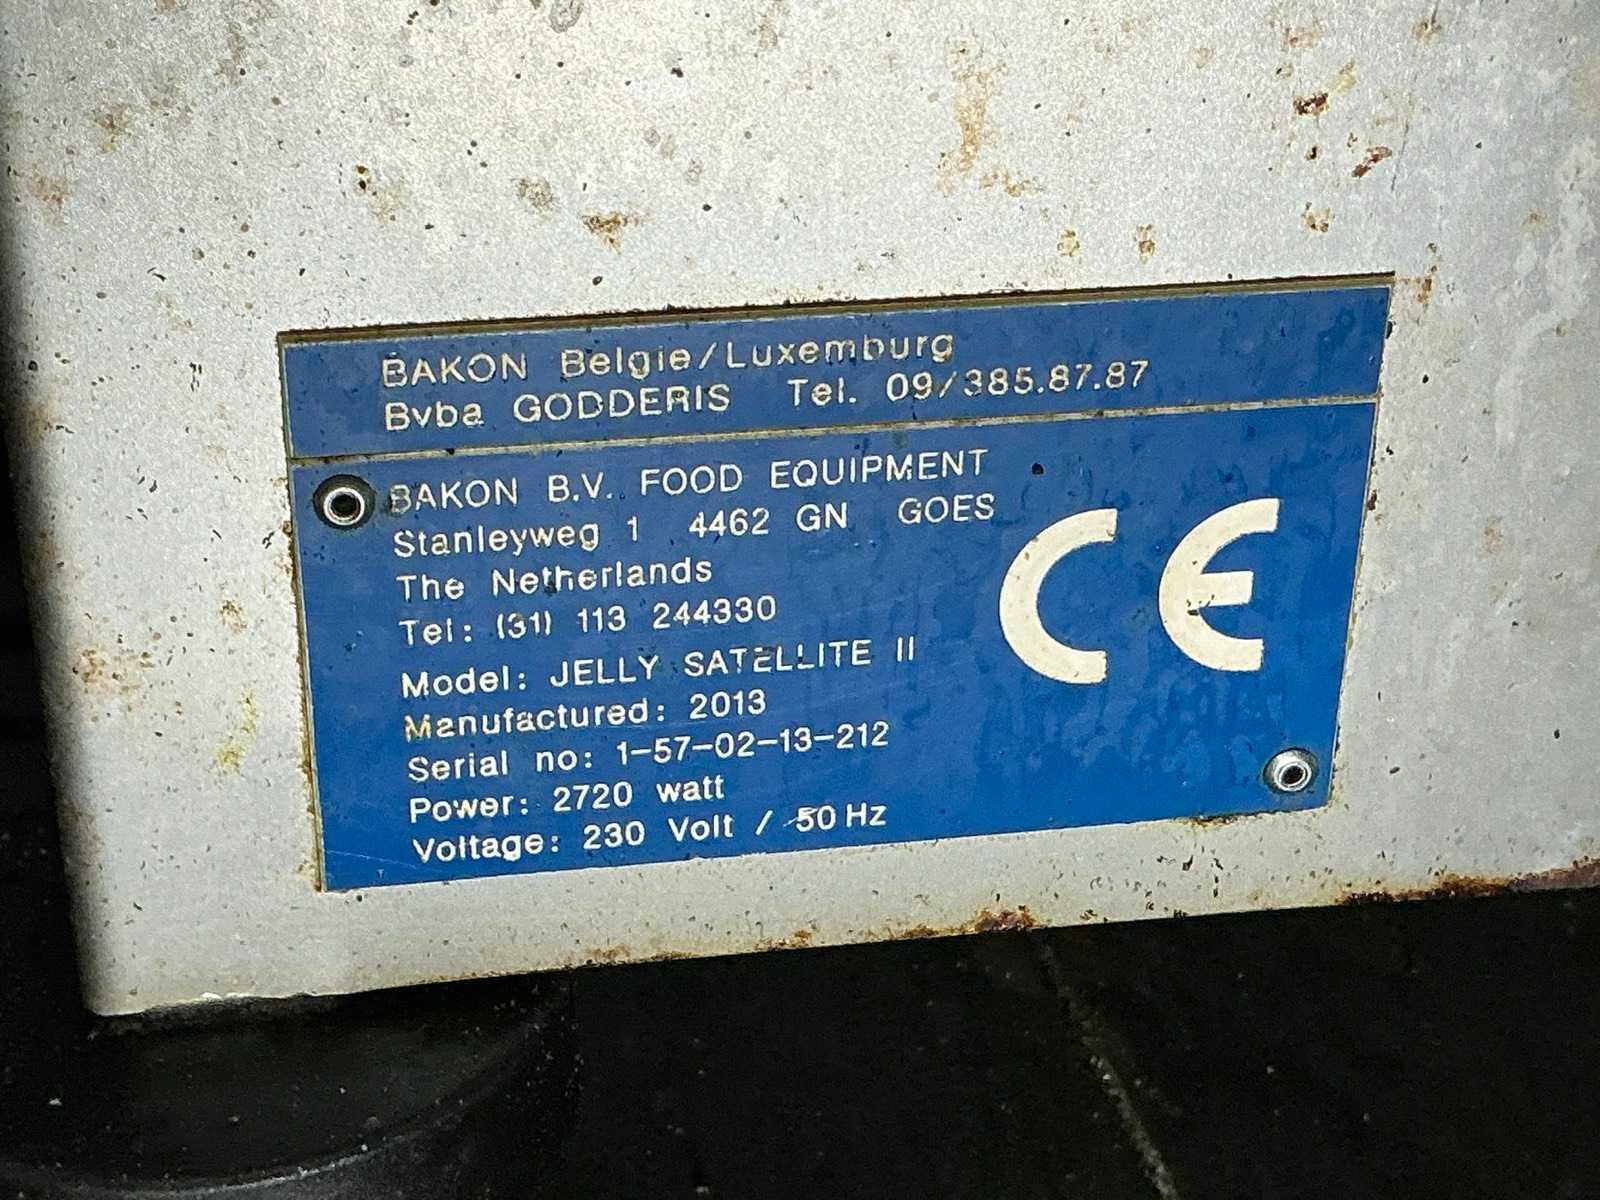 BAKON Belgie/Luxemburg
Bvba GODDERIS Tel. 09/385.87.87
BAKON B.V. FOOD EQUIPMENT
Stanleyweg 1 4462 GN GOES
The Netherlands
Tel: (31) 113 244330
Model: JELLY SATELLITE II
Manufactured: 2013
Serial no: 1-57-02-13-212
Power: 2720 watt
Voltage: 230 Volt / 50 Hz
CE